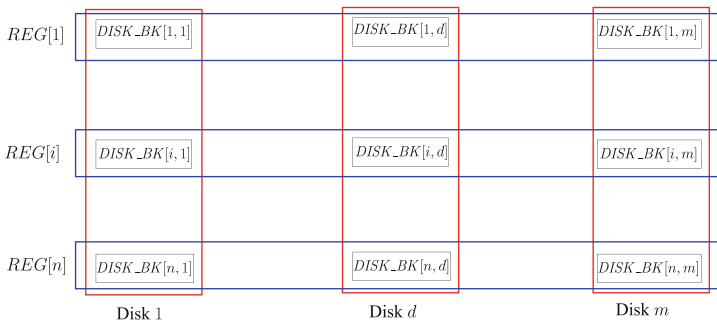 REG[1] DISK_BK[1, 1] DISK_BK[1, d] DISK_BK[1, m]
REG[i] DISK_BK[i, 1] DISK_BK[i, d] DISK_BK[i, m]
REG[n] DISK_BK[n, 1] DISK_BK[n, d] DISK_BK[n, m]
Disk 1 Disk d Disk m